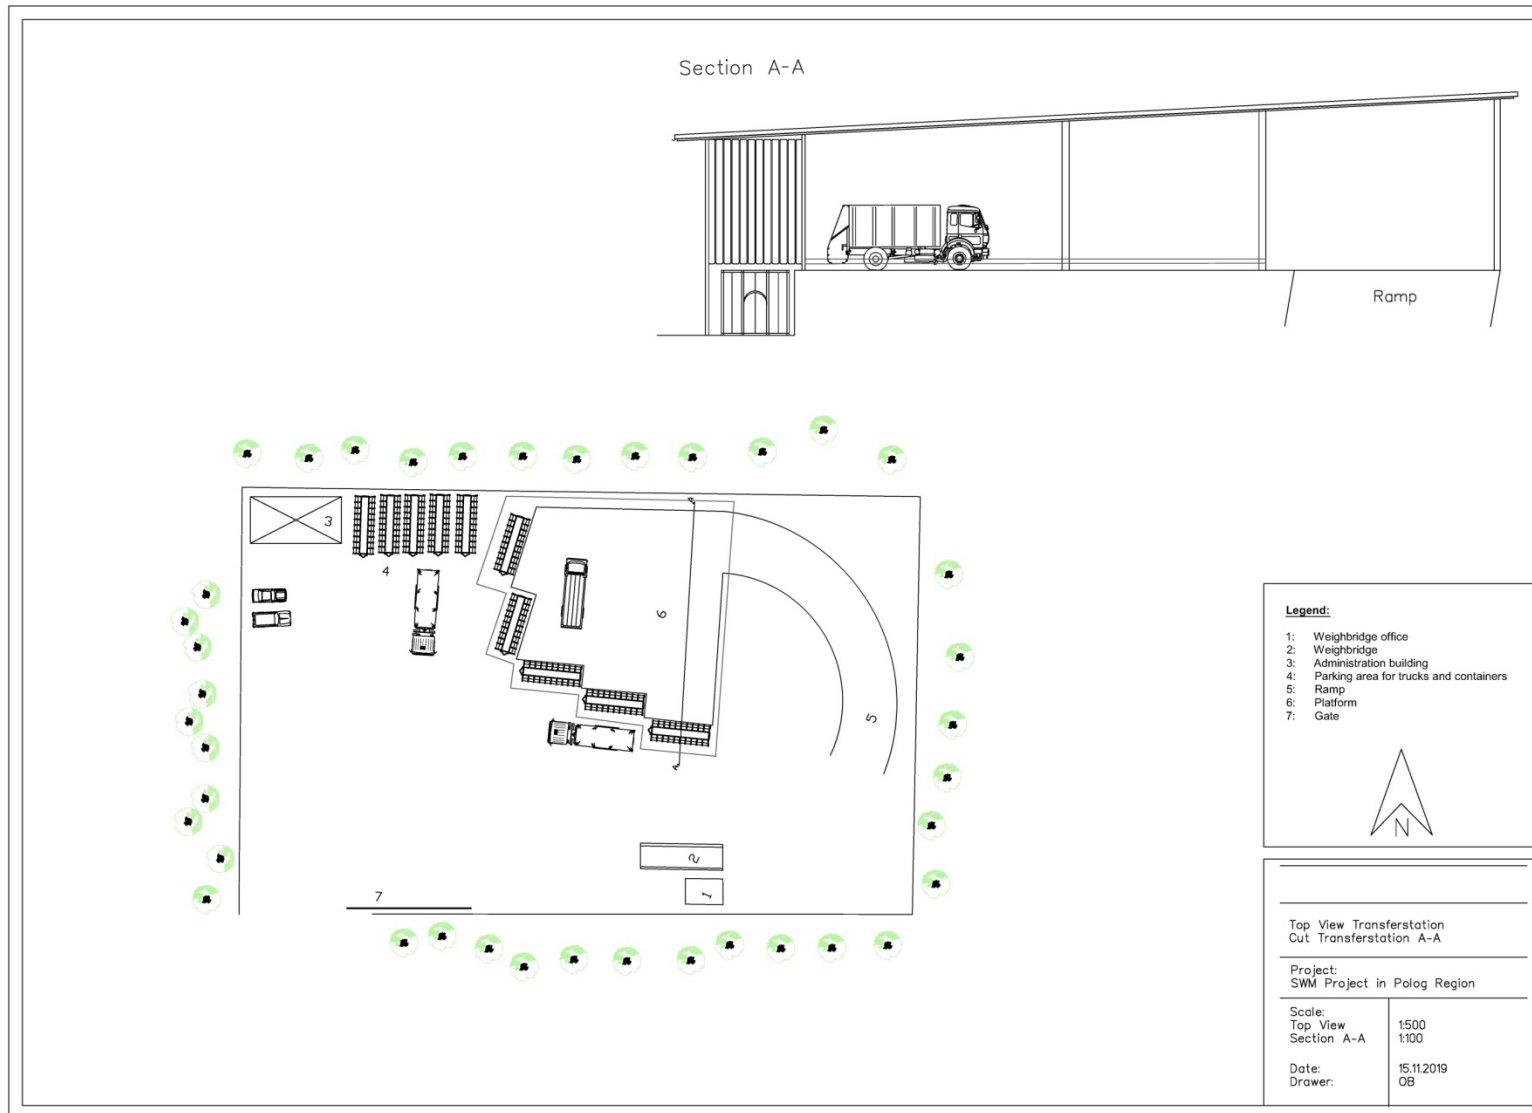 Section A-A
Ramp
A
3
4
6
5
A
2
1
7
Legend:
1: Weighbridge office
2: Weighbridge
3: Administration building
4: Parking area for trucks and containers
5: Ramp
6: Platform
7: Gate
N
Top View Transferstation
Cut Transferstation A-A
Project:
SWM Project in Polog Region
Scale:
Top View 1:500
Section A-A 1:100
Date: 15.11.2019
Drawer: OB